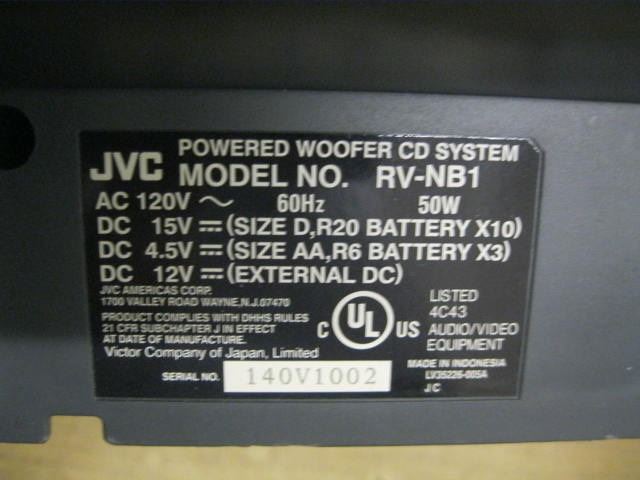 JVC POWERED WOOFER CD SYSTEM
MODEL NO. RV-NB1
AC 120V ~ 60Hz 50W
DC 15V ⎓ (SIZE D,R20 BATTERY X10)
DC 4.5V ⎓ (SIZE AA,R6 BATTERY X3)
DC 12V ⎓ (EXTERNAL DC)
JVC AMERICAS CORP.
1700 VALLEY ROAD WAYNE,N.J.07470
PRODUCT COMPLIES WITH DHHS RULES
21 CFR SUBCHAPTER J IN EFFECT
AT DATE OF MANUFACTURE.
Victor Company of Japan, Limited
C UL US
LISTED
4C43
AUDIO/VIDEO
EQUIPMENT
MADE IN INDONESIA
LV35226-005A
JC
SERIAL NO. 140V1002